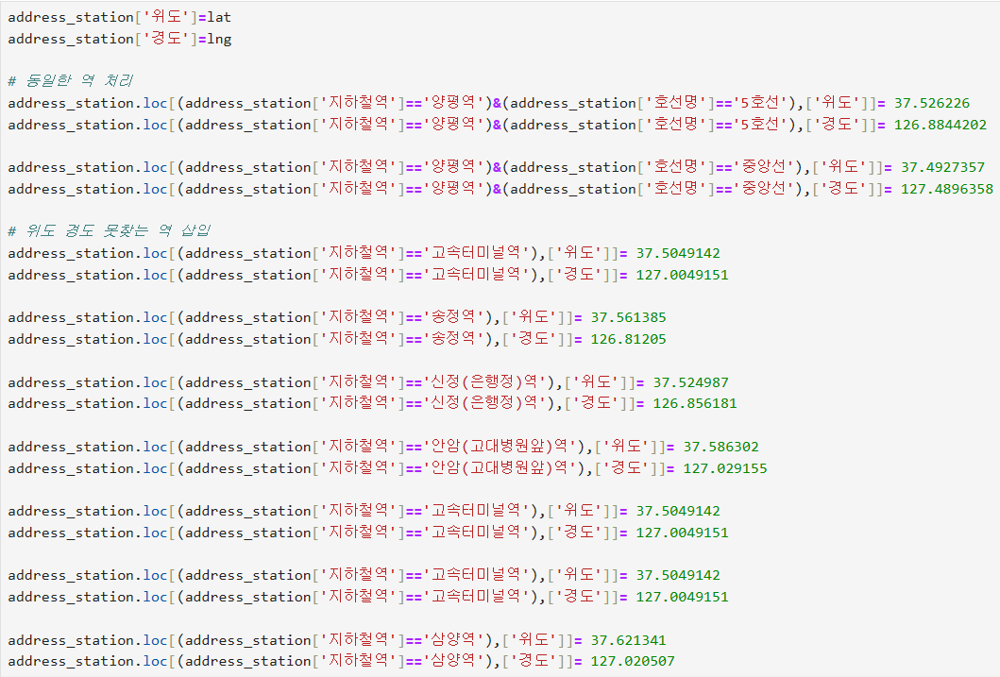 address_station['위도']=lat
address_station['경도']=lng
# 동일한 역 처리
address_station.loc[(address_station['지하철역']=='양평역')&(address_station['호선명']=='5호선'),['위도']]= 37.526226
address_station.loc[(address_station['지하철역']=='양평역')&(address_station['호선명']=='5호선'),['경도']]= 126.8844202
address_station.loc[(address_station['지하철역']=='양평역')&(address_station['호선명']=='중앙선'),['위도']]= 37.4927357
address_station.loc[(address_station['지하철역']=='양평역')&(address_station['호선명']=='중앙선'),['경도']]= 127.4896358
# 위도 경도 못찾는 역 삽입
address_station.loc[(address_station['지하철역']=='고속터미널역'),['위도']]= 37.5049142
address_station.loc[(address_station['지하철역']=='고속터미널역'),['경도']]= 127.0049151
address_station.loc[(address_station['지하철역']=='송정역'),['위도']]= 37.561385
address_station.loc[(address_station['지하철역']=='송정역'),['경도']]= 126.81205
address_station.loc[(address_station['지하철역']=='신정(은행정)역'),['위도']]= 37.524987
address_station.loc[(address_station['지하철역']=='신정(은행정)역'),['경도']]= 126.856181
address_station.loc[(address_station['지하철역']=='안암(고대병원앞)역'),['위도']]= 37.586302
address_station.loc[(address_station['지하철역']=='안암(고대병원앞)역'),['경도']]= 127.029155
address_station.loc[(address_station['지하철역']=='고속터미널역'),['위도']]= 37.5049142
address_station.loc[(address_station['지하철역']=='고속터미널역'),['경도']]= 127.0049151
address_station.loc[(address_station['지하철역']=='고속터미널역'),['위도']]= 37.5049142
address_station.loc[(address_station['지하철역']=='고속터미널역'),['경도']]= 127.0049151
address_station.loc[(address_station['지하철역']=='삼양역'),['위도']]= 37.621341
address_station.loc[(address_station['지하철역']=='삼양역'),['경도']]= 127.020507